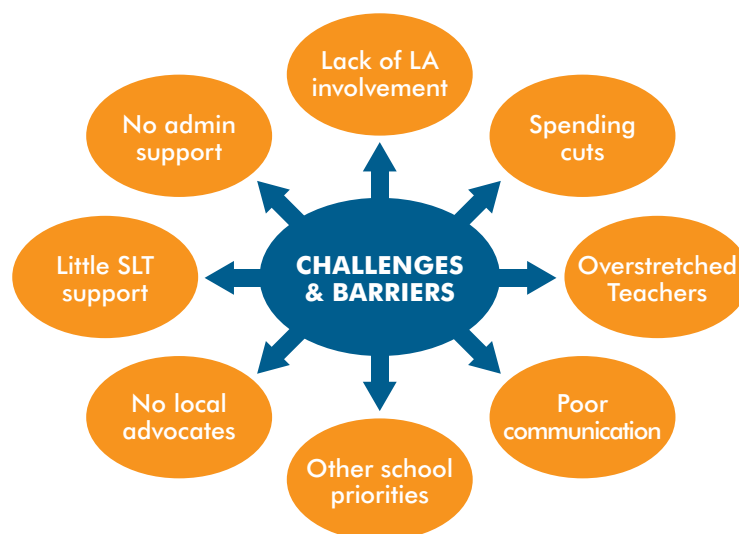 Lack of LA
involvement
No admin
support
Spending
cuts
Little SLT
support
CHALLENGES
& BARRIERS
Overstretched
Teachers
No local
advocates
Poor
communication
Other school
priorities